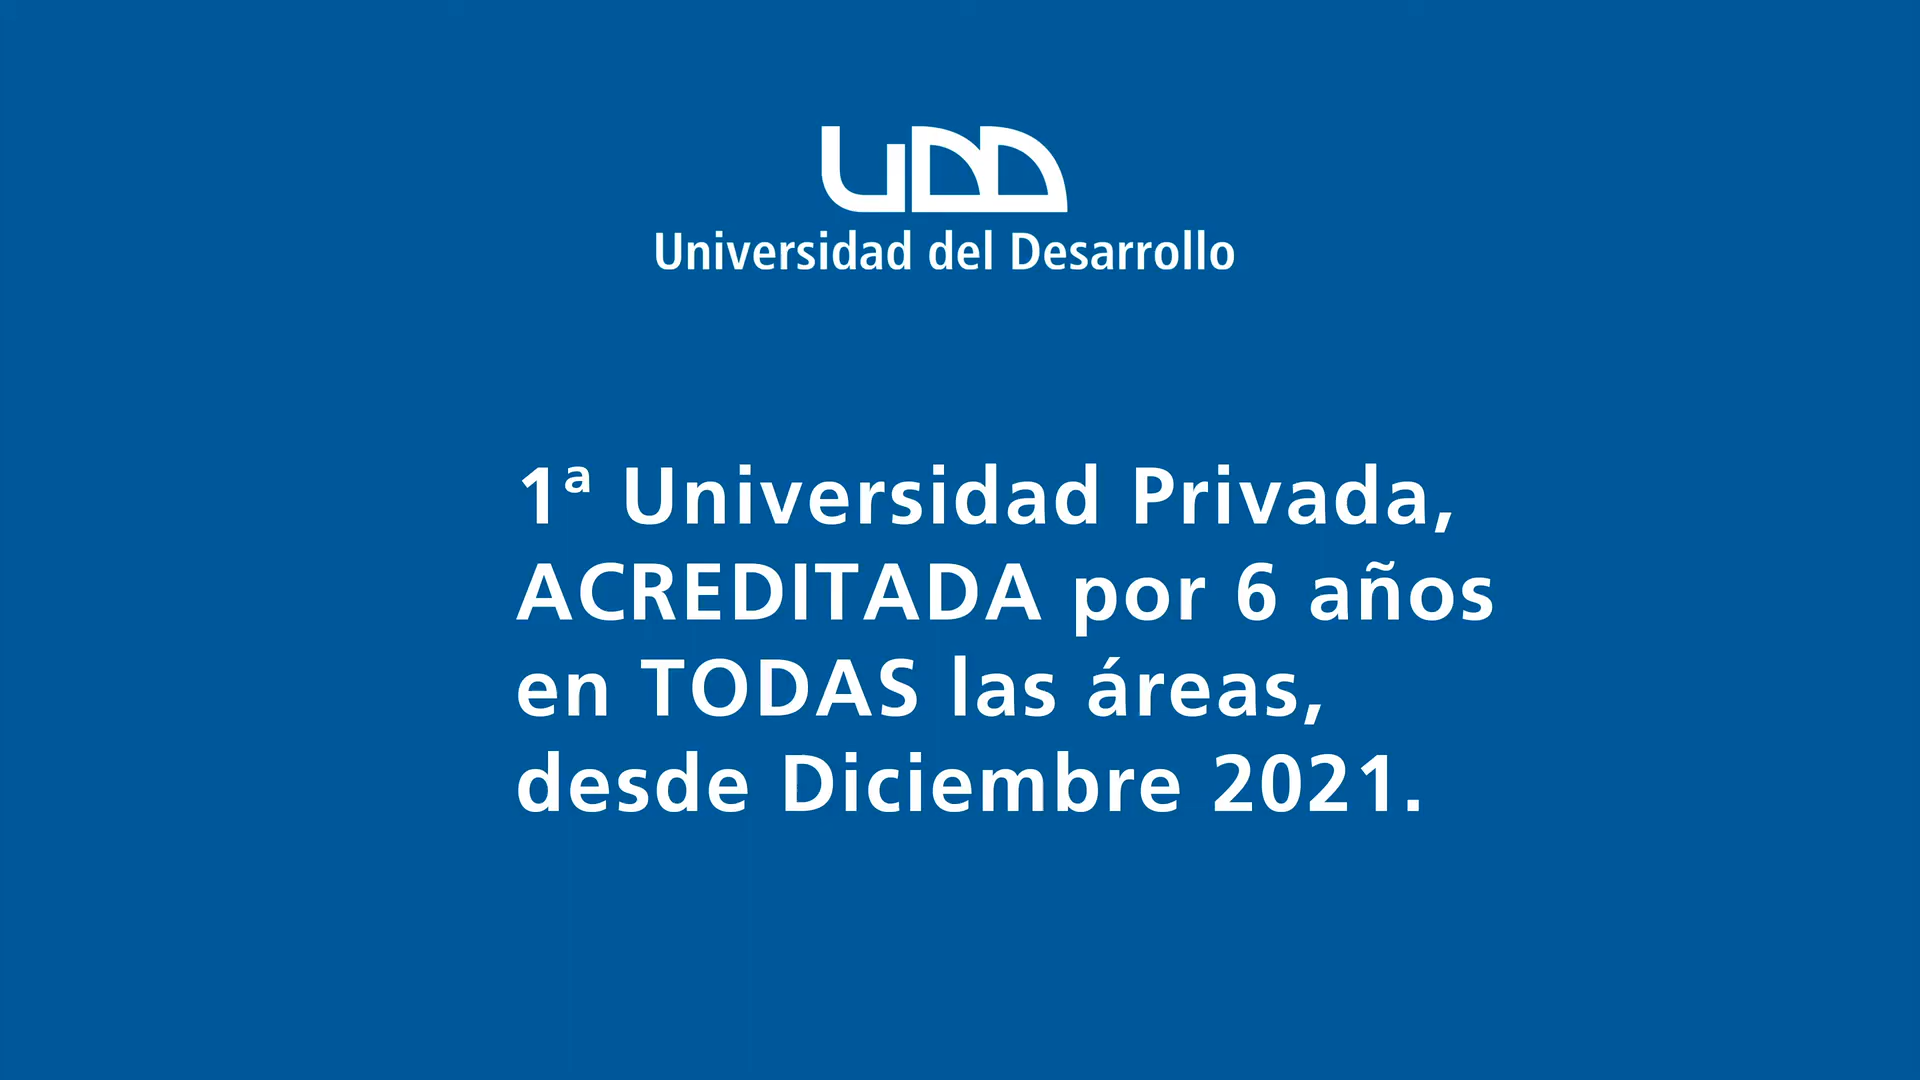 UDD
Universidad del Desarrollo
1ª Universidad Privada,
ACREDITADA por 6 años
en TODAS las áreas,
desde Diciembre 2021.